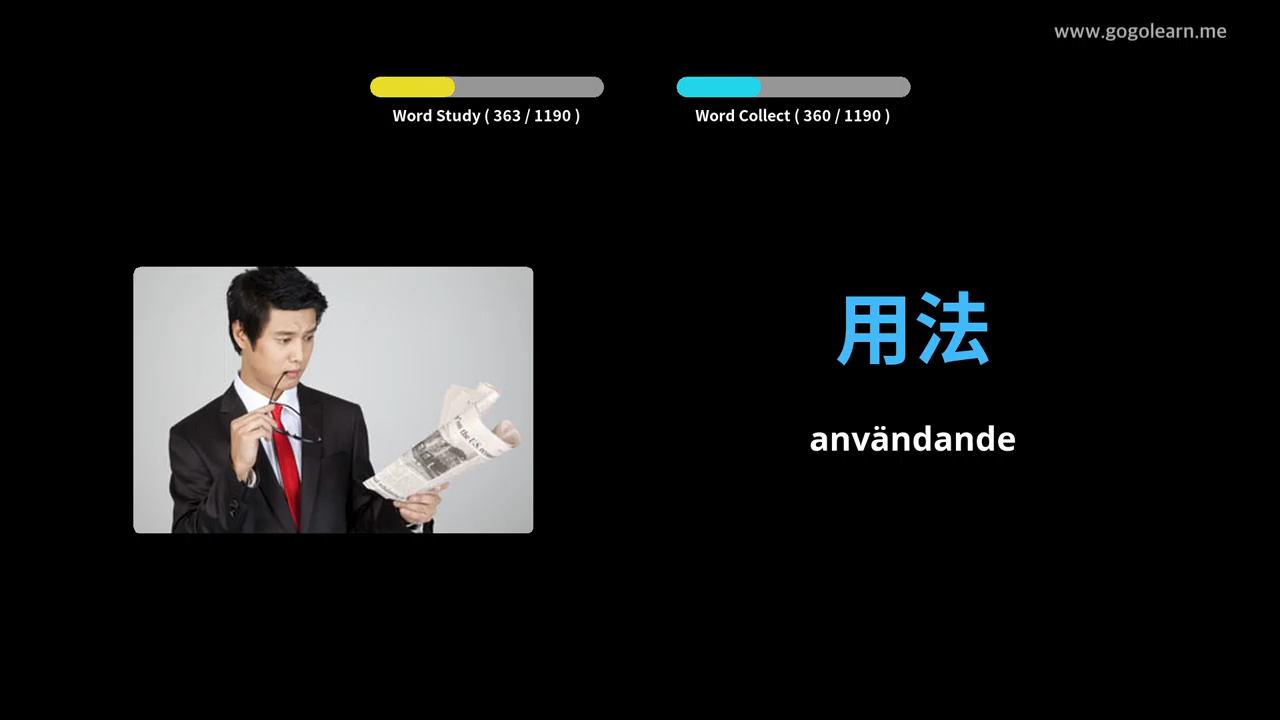 www.gogolearn.me
Word Study ( 363 / 1190 )
Word Collect ( 360 / 1190 )
用法
användande